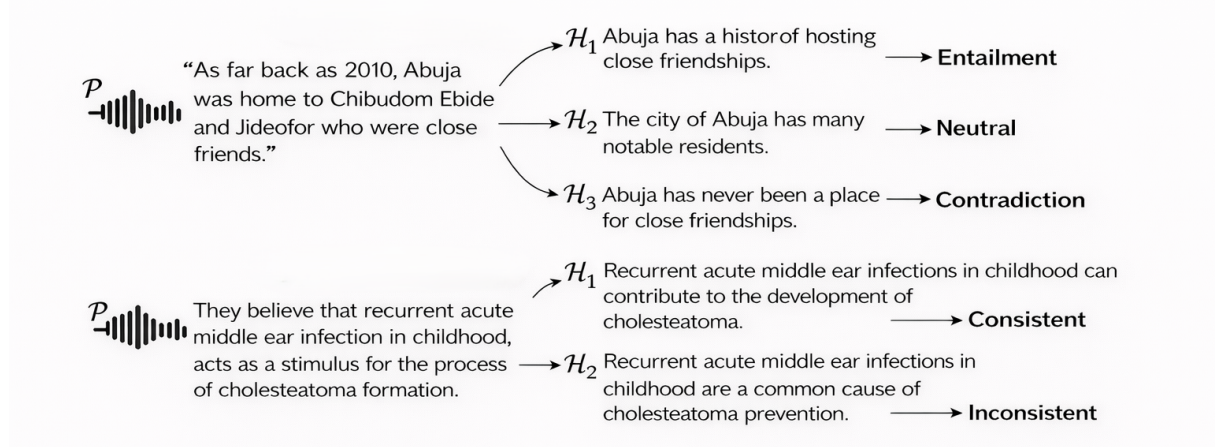 P
“As far back as 2010, Abuja
was home to Chibudom Ebide
and Jideofor who were close
friends.”
H1 Abuja has a historof hosting
close friendships.
Entailment
H2 The city of Abuja has many
notable residents.
Neutral
H3 Abuja has never been a place
for close friendships.
Contradiction
P
They believe that recurrent acute
middle ear infection in childhood,
acts as a stimulus for the process
of cholesteatoma formation.
H1 Recurrent acute middle ear infections in childhood can
contribute to the development of
cholesteatoma.
Consistent
H2 Recurrent acute middle ear infections in
childhood are a common cause of
cholesteatoma prevention.
Inconsistent